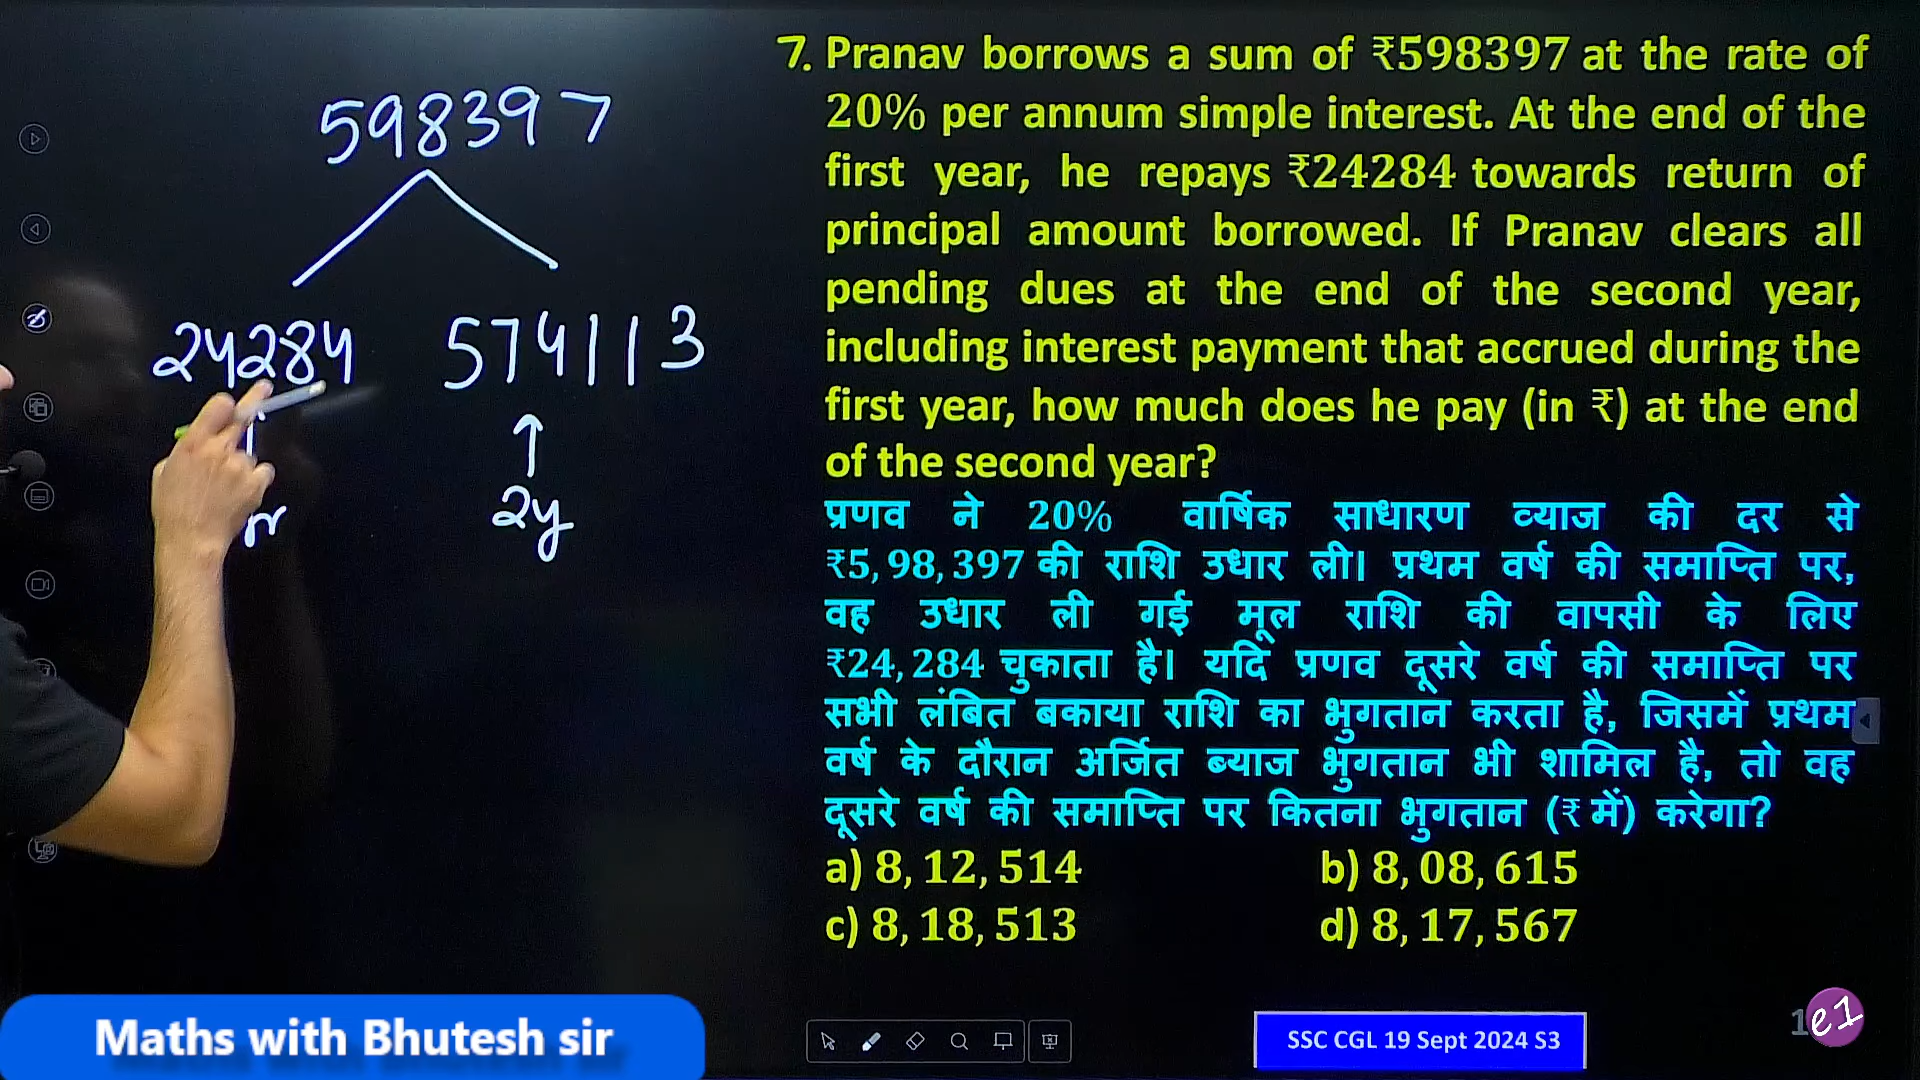 598397
24284 574113
2y
7. Pranav borrows a sum of ₹598397 at the rate of
20% per annum simple interest. At the end of the
first year, he repays ₹24284 towards return of
principal amount borrowed. If Pranav clears all
pending dues at the end of the second year,
including interest payment that accrued during the
first year, how much does he pay (in ₹) at the end
of the second year?
प्रणव ने 20% वार्षिक साधारण व्याज की दर से
₹5,98,397 की राशि उधार ली। प्रथम वर्ष की समाप्ति पर,
वह उधार ली गई मूल राशि की वापसी के लिए
₹24,284 चुकाता है। यदि प्रणव दूसरे वर्ष की समाप्ति पर
सभी लंबित बकाया राशि का भुगतान करता है, जिसमें प्रथम
वर्ष के दौरान अर्जित ब्याज भुगतान भी शामिल है, तो वह
दूसरे वर्ष की समाप्ति पर कितना भुगतान (₹ में) करेगा?
a) 8,12,514 b) 8,08,615
c) 8,18,513 d) 8,17,567
Maths with Bhutesh sir
SSC CGL 19 Sept 2024 S3
e1